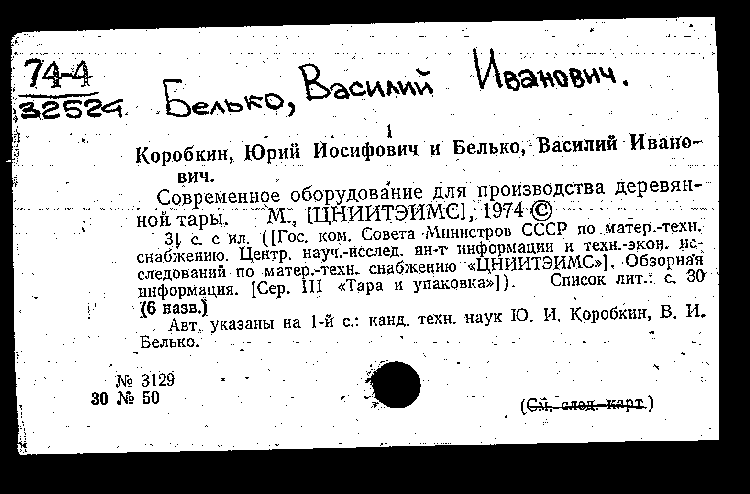 74-4
32524
Белько, Василий Иванович.
1
Коробкин, Юрий Иосифович и Белько, Василий Ивано-
вич.
Современное оборудование для производства деревян-
ной тары. М., [ЦНИИТЭИМС], 1974 ©
31 с. с ил. ([Гос. ком. Совета Министров СССР по матер.-техн.
снабжению. Центр. науч.-исслед. ин-т информации и техн.-экон. ис-
следований по матер.-техн. снабжению «ЦНИИТЭИМС»]. Обзорная
информация. [Сер. III «Тара и упаковка»]). Список лит.: с. 30
(6 назв.)
Авт. указаны на 1-й с.: канд. техн. наук Ю. И. Коробкин, В. И.
Белько.
№ 3129
30 № 50
(См. след. карт.)